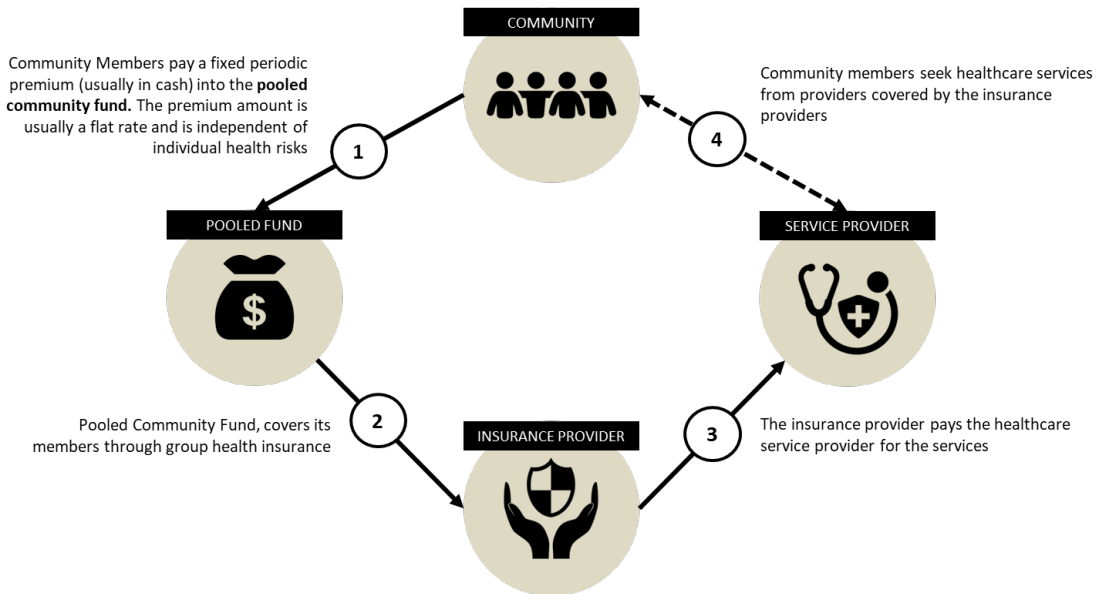 COMMUNITY
Community Members pay a fixed periodic
premium (usually in cash) into the pooled
community fund. The premium amount is
usually a flat rate and is independent of
individual health risks
1
Community members seek healthcare services
from providers covered by the insurance
providers
4
POOLED FUND
$
SERVICE PROVIDER
Pooled Community Fund, covers its
members through group health insurance
2
INSURANCE PROVIDER
3
The insurance provider pays the healthcare
service provider for the services